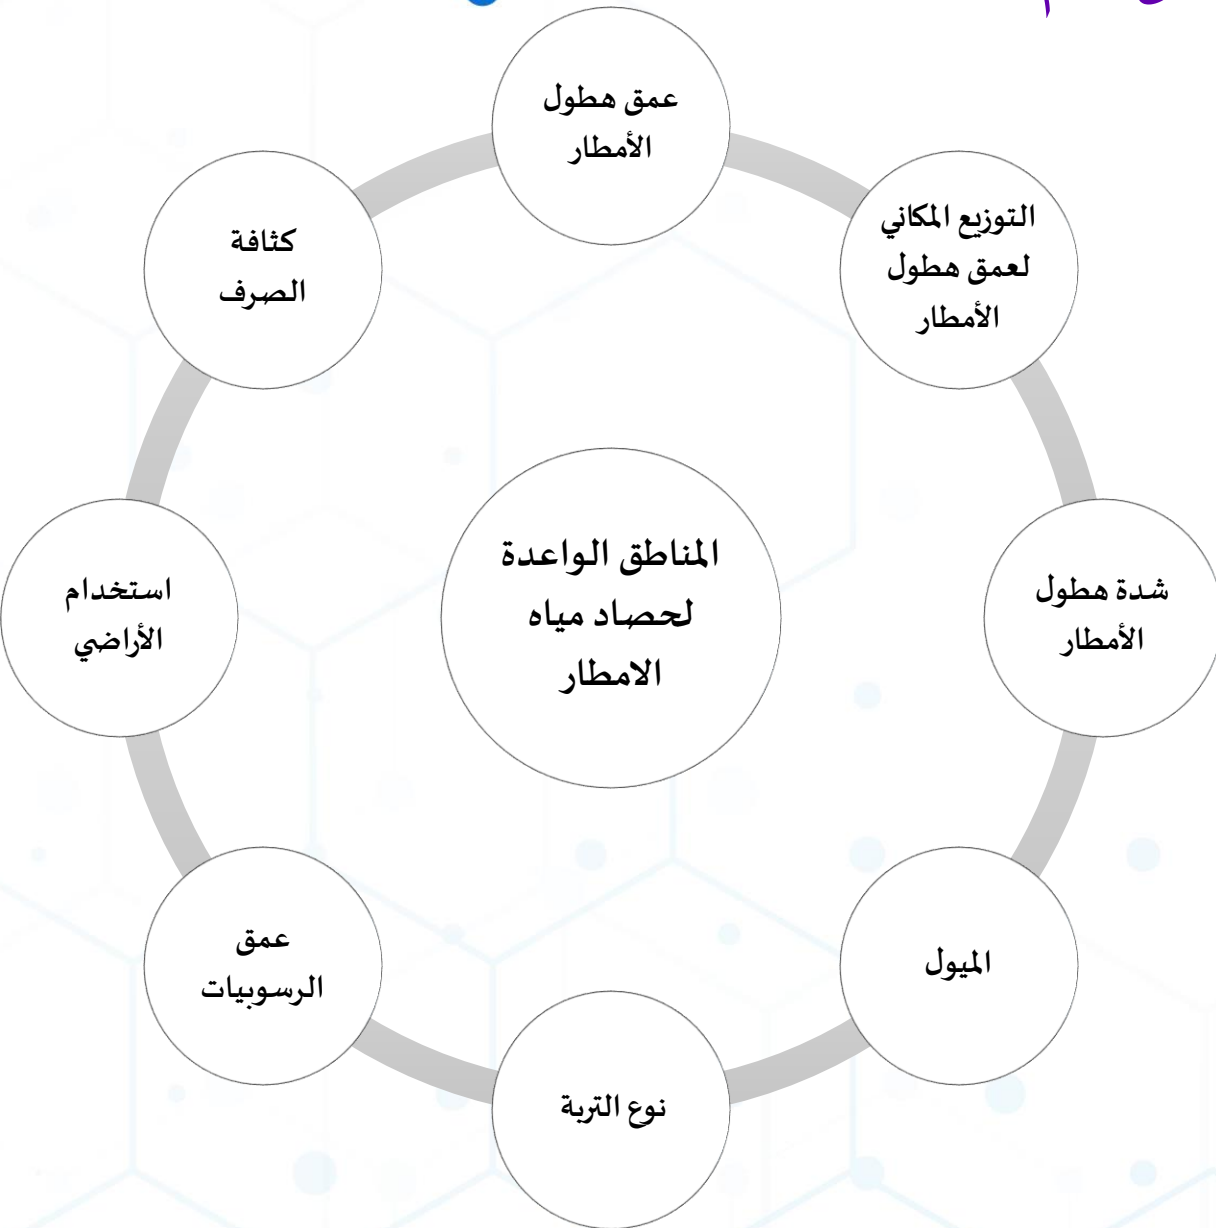 عمق هطول
الأمطار
التوزيع المكاني
لعمق هطول
الأمطار
شدة هطول
الأمطار
الميول
نوع التربة
عمق
الرسوبيات
استخدام
الأراضي
كثافة
الصرف
المناطق الواعدة
لحصاد مياه
الامطار